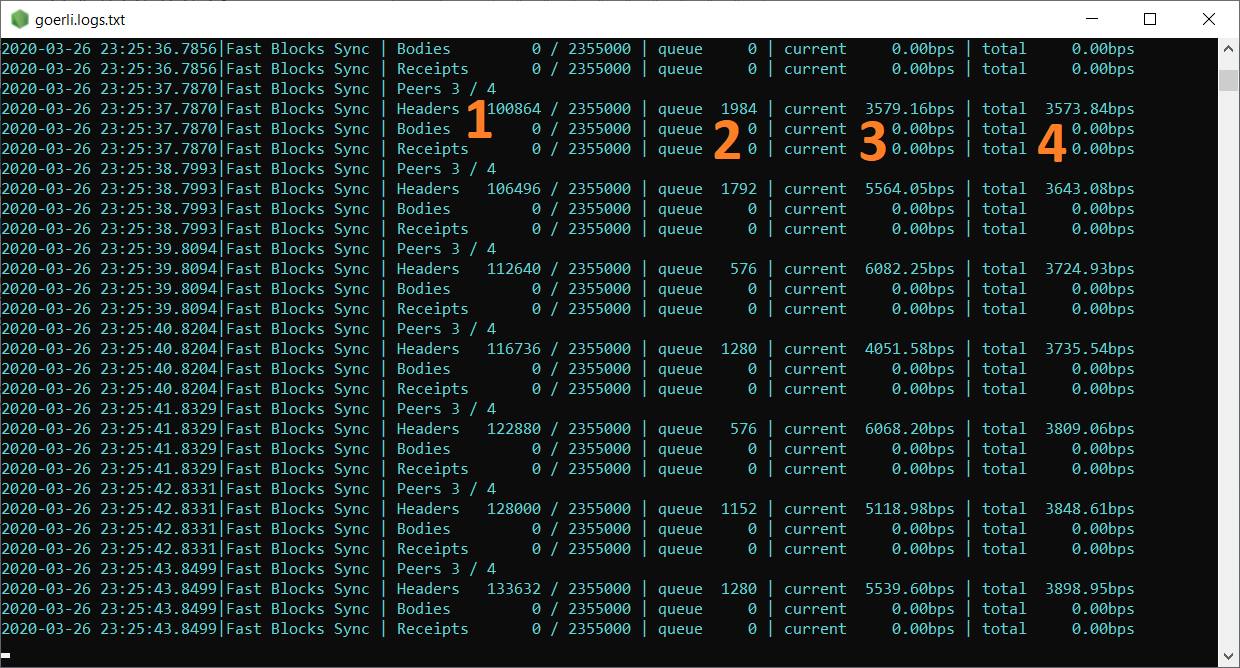 goerli.logs.txt
2020-03-26 23:25:36.7856|Fast Blocks Sync | Bodies         0 / 2355000 | queue     0 | current     0.00bps | total     0.00bps
2020-03-26 23:25:36.7856|Fast Blocks Sync | Receipts       0 / 2355000 | queue     0 | current     0.00bps | total     0.00bps
2020-03-26 23:25:37.7870|Fast Blocks Sync | Peers 3 / 4
2020-03-26 23:25:37.7870|Fast Blocks Sync | Headers   100864 / 2355000 | queue  1984 | current  3579.16bps | total  3573.84bps
1
2020-03-26 23:25:37.7870|Fast Blocks Sync | Bodies         0 / 2355000 | queue     0 | current     0.00bps | total     0.00bps
2 3 4
2020-03-26 23:25:37.7870|Fast Blocks Sync | Receipts       0 / 2355000 | queue     0 | current     0.00bps | total     0.00bps
2020-03-26 23:25:38.7993|Fast Blocks Sync | Peers 3 / 4
2020-03-26 23:25:38.7993|Fast Blocks Sync | Headers   106496 / 2355000 | queue  1792 | current  5564.05bps | total  3643.08bps
2020-03-26 23:25:38.7993|Fast Blocks Sync | Bodies         0 / 2355000 | queue     0 | current     0.00bps | total     0.00bps
2020-03-26 23:25:38.7993|Fast Blocks Sync | Receipts       0 / 2355000 | queue     0 | current     0.00bps | total     0.00bps
2020-03-26 23:25:39.8094|Fast Blocks Sync | Peers 3 / 4
2020-03-26 23:25:39.8094|Fast Blocks Sync | Headers   112640 / 2355000 | queue   576 | current  6082.25bps | total  3724.93bps
2020-03-26 23:25:39.8094|Fast Blocks Sync | Bodies         0 / 2355000 | queue     0 | current     0.00bps | total     0.00bps
2020-03-26 23:25:39.8094|Fast Blocks Sync | Receipts       0 / 2355000 | queue     0 | current     0.00bps | total     0.00bps
2020-03-26 23:25:40.8204|Fast Blocks Sync | Peers 3 / 4
2020-03-26 23:25:40.8204|Fast Blocks Sync | Headers   116736 / 2355000 | queue  1280 | current  4051.58bps | total  3735.54bps
2020-03-26 23:25:40.8204|Fast Blocks Sync | Bodies         0 / 2355000 | queue     0 | current     0.00bps | total     0.00bps
2020-03-26 23:25:40.8204|Fast Blocks Sync | Receipts       0 / 2355000 | queue     0 | current     0.00bps | total     0.00bps
2020-03-26 23:25:41.8329|Fast Blocks Sync | Peers 3 / 4
2020-03-26 23:25:41.8329|Fast Blocks Sync | Headers   122880 / 2355000 | queue   576 | current  6068.20bps | total  3809.06bps
2020-03-26 23:25:41.8329|Fast Blocks Sync | Bodies         0 / 2355000 | queue     0 | current     0.00bps | total     0.00bps
2020-03-26 23:25:41.8329|Fast Blocks Sync | Receipts       0 / 2355000 | queue     0 | current     0.00bps | total     0.00bps
2020-03-26 23:25:42.8331|Fast Blocks Sync | Peers 3 / 4
2020-03-26 23:25:42.8331|Fast Blocks Sync | Headers   128000 / 2355000 | queue  1152 | current  5118.98bps | total  3848.61bps
2020-03-26 23:25:42.8331|Fast Blocks Sync | Bodies         0 / 2355000 | queue     0 | current     0.00bps | total     0.00bps
2020-03-26 23:25:42.8331|Fast Blocks Sync | Receipts       0 / 2355000 | queue     0 | current     0.00bps | total     0.00bps
2020-03-26 23:25:43.8499|Fast Blocks Sync | Peers 3 / 4
2020-03-26 23:25:43.8499|Fast Blocks Sync | Headers   133632 / 2355000 | queue  1280 | current  5539.60bps | total  3898.95bps
2020-03-26 23:25:43.8499|Fast Blocks Sync | Bodies         0 / 2355000 | queue     0 | current     0.00bps | total     0.00bps
2020-03-26 23:25:43.8499|Fast Blocks Sync | Receipts       0 / 2355000 | queue     0 | current     0.00bps | total     0.00bps